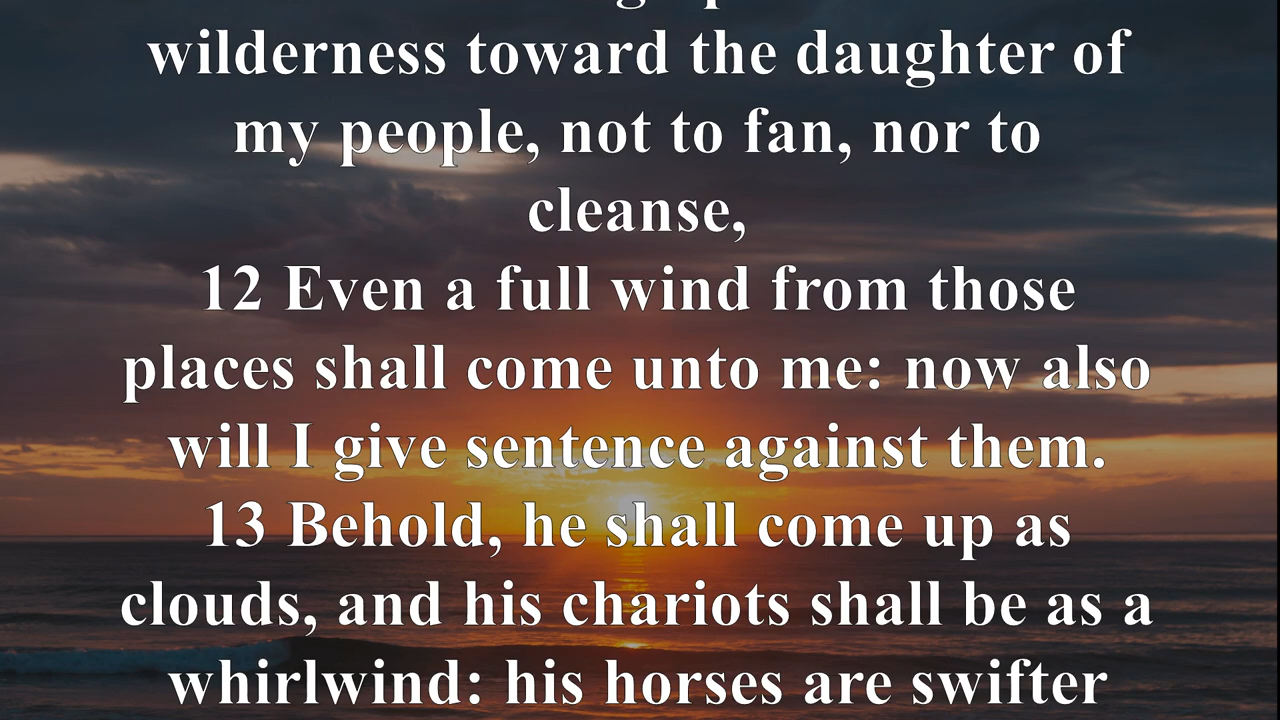 wilderness toward the daughter of
my people, not to fan, nor to
cleanse,
12 Even a full wind from those
places shall come unto me: now also
will I give sentence against them.
13 Behold, he shall come up as
clouds, and his chariots shall be as a
whirlwind: his horses are swifter